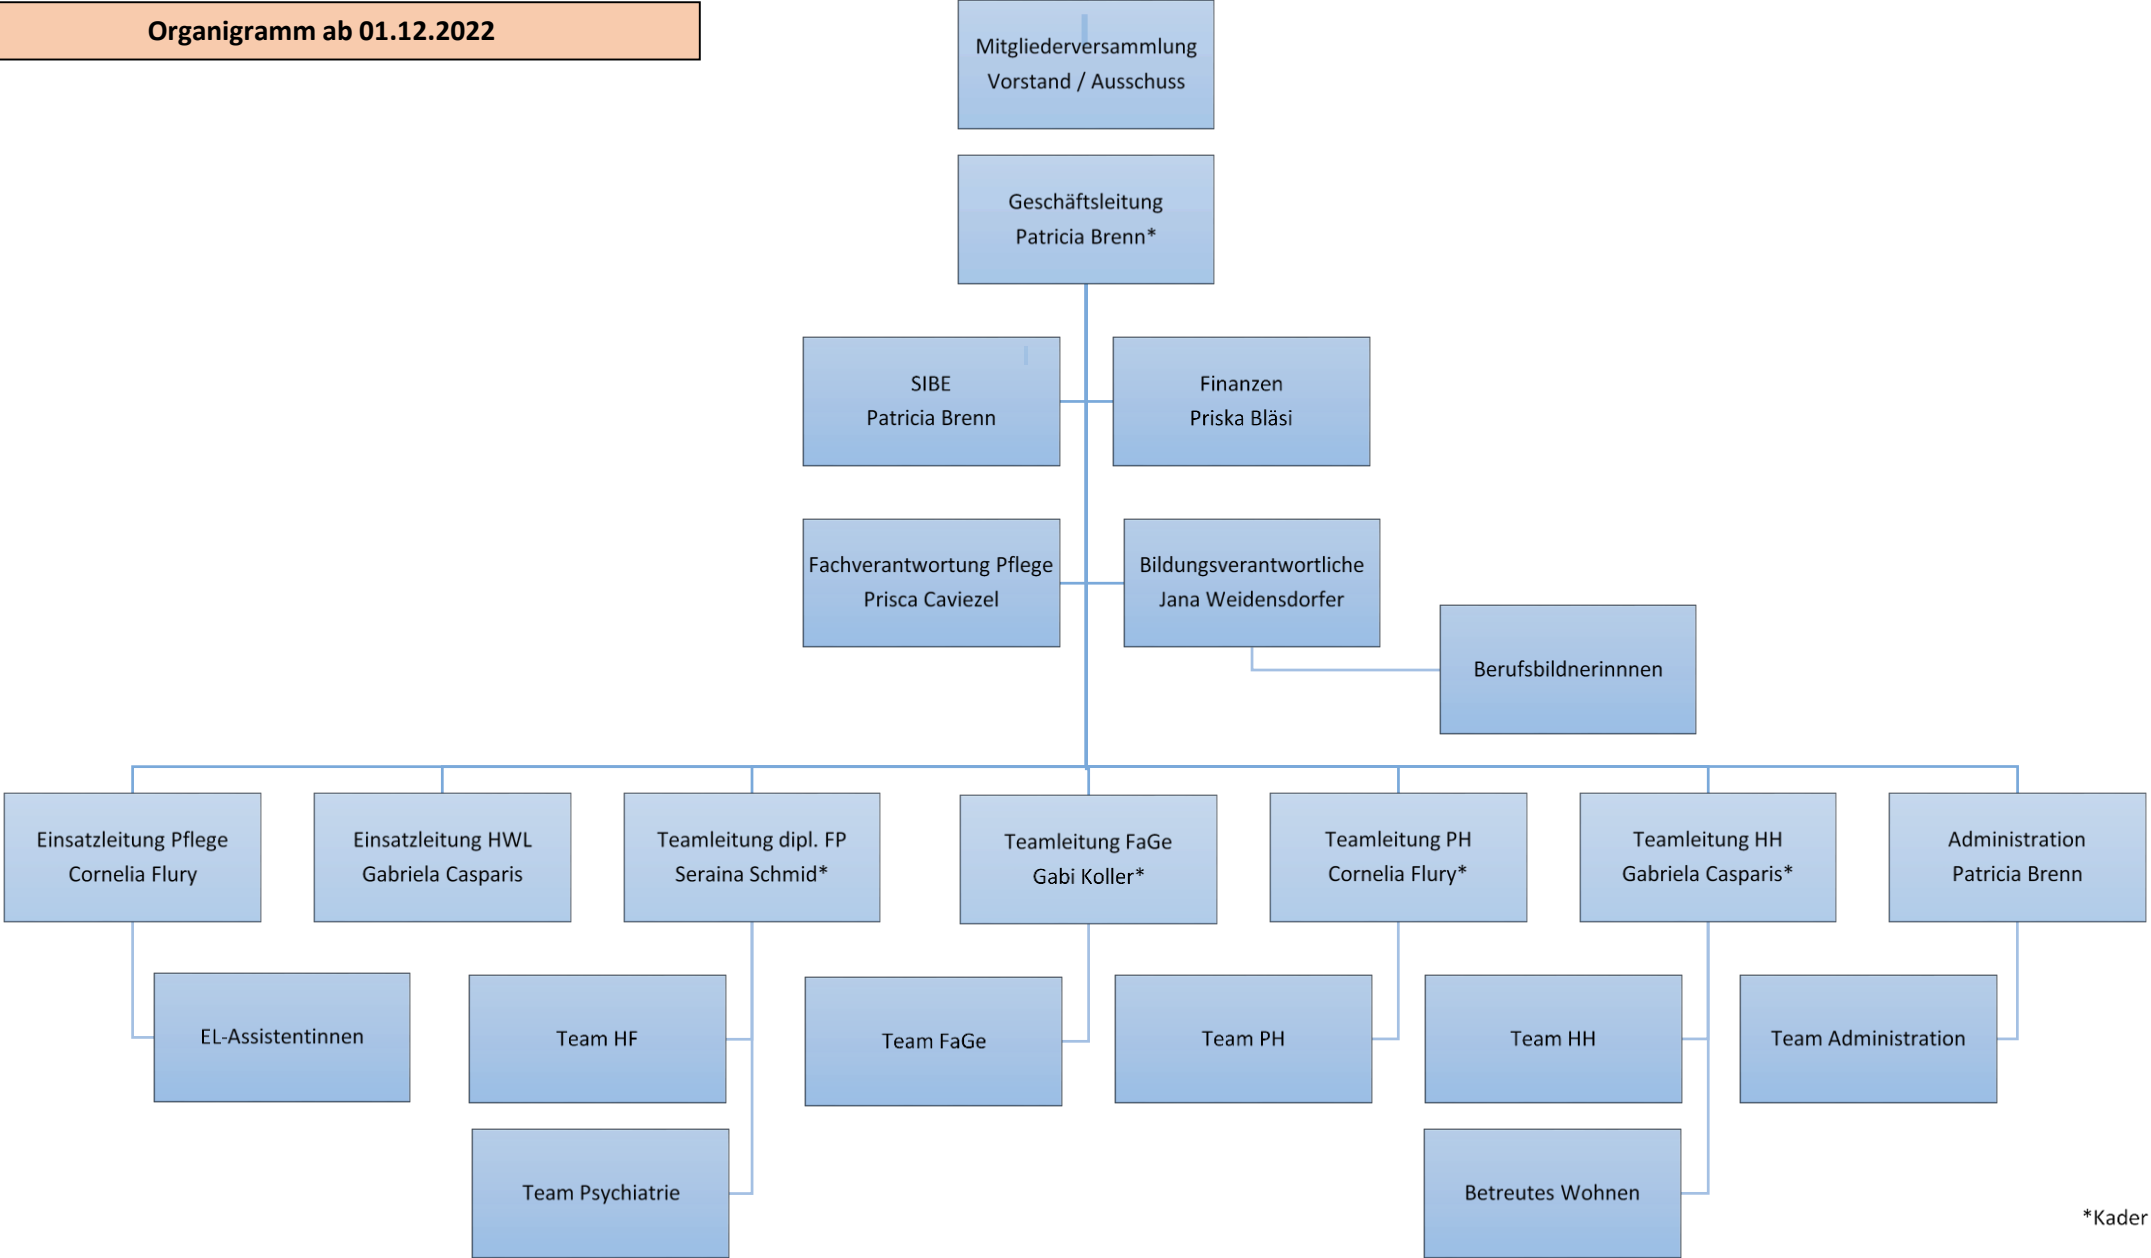 Organigramm ab 01.12.2022
Mitgliederversammlung
Vorstand / Ausschuss
Geschäftsleitung
Patricia Brenn*
SIBE
Patricia Brenn
Finanzen
Priska Bläsi
Fachverantwortung Pflege
Prisca Caviezel
Bildungsverantwortliche
Jana Weidensdorfer
Berufsbildnerinnnen
Einsatzleitung Pflege
Cornelia Flury
Einsatzleitung HWL
Gabriela Casparis
Teamleitung dipl. FP
Seraina Schmid*
Teamleitung FaGe
Gabi Koller*
Teamleitung PH
Cornelia Flury*
Teamleitung HH
Gabriela Casparis*
Administration
Patricia Brenn
EL-Assistentinnen
Team HF
Team FaGe
Team PH
Team HH
Team Administration
Team Psychiatrie
Betreutes Wohnen
*Kader